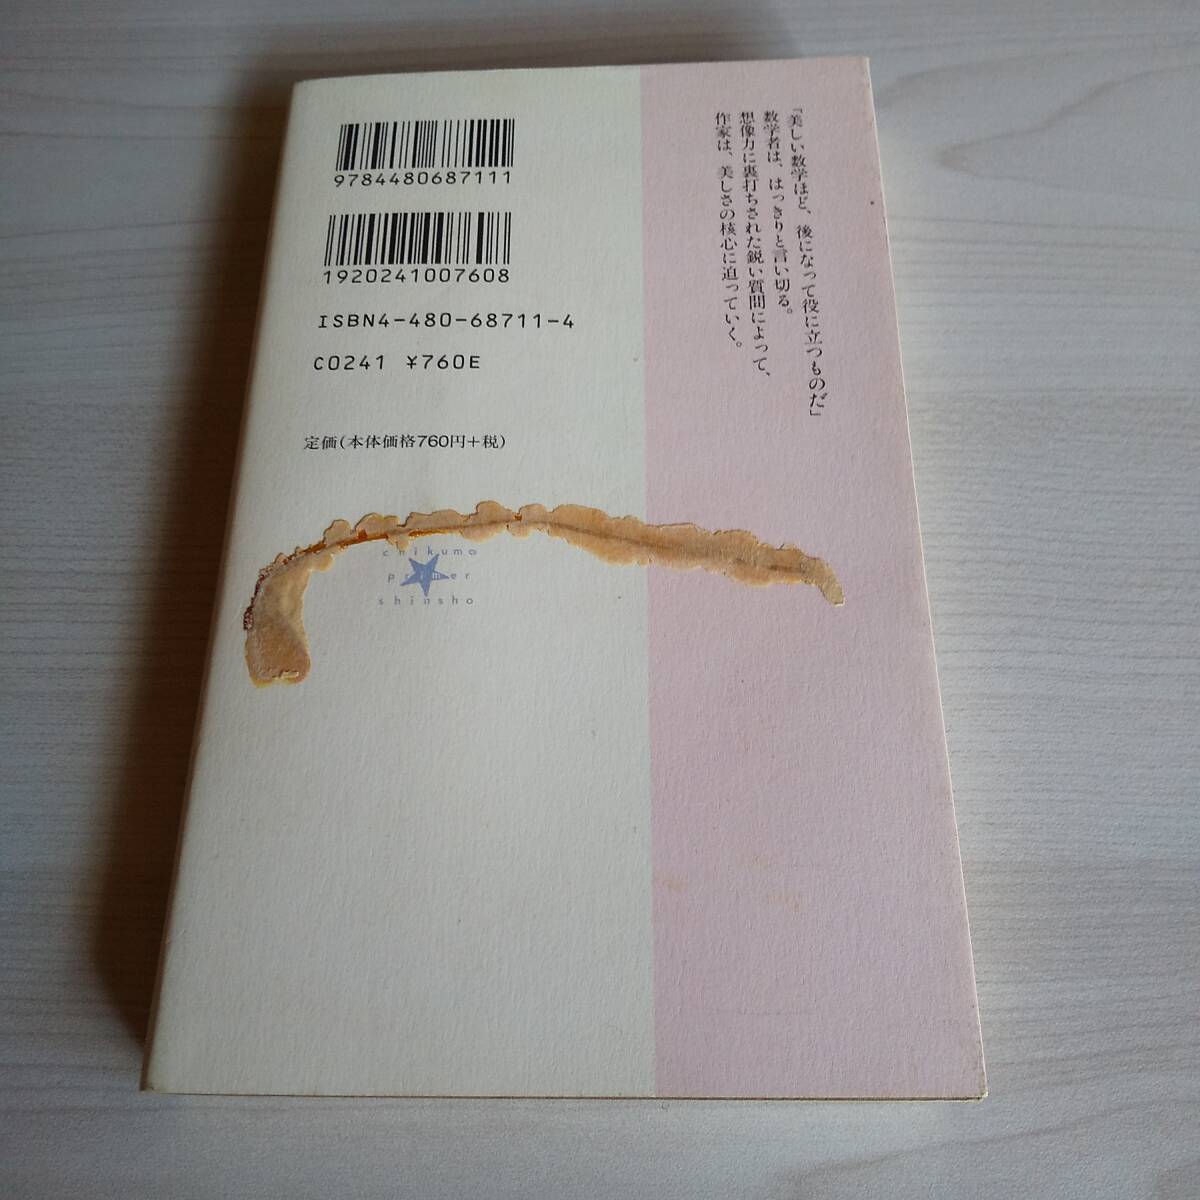 「美しい数学ほど、後になって役に立つものだ」
数学者は、はっきりと言い切る。
想像力に裏打ちされた鋭い質問によって、
作家は、美しさの核心に迫っていく。
9784480687111
1920241007608
ISBN4-480-68711-4
C0241 ¥760E
定価(本体価格760円+税)
chikuma
primer
shinsho